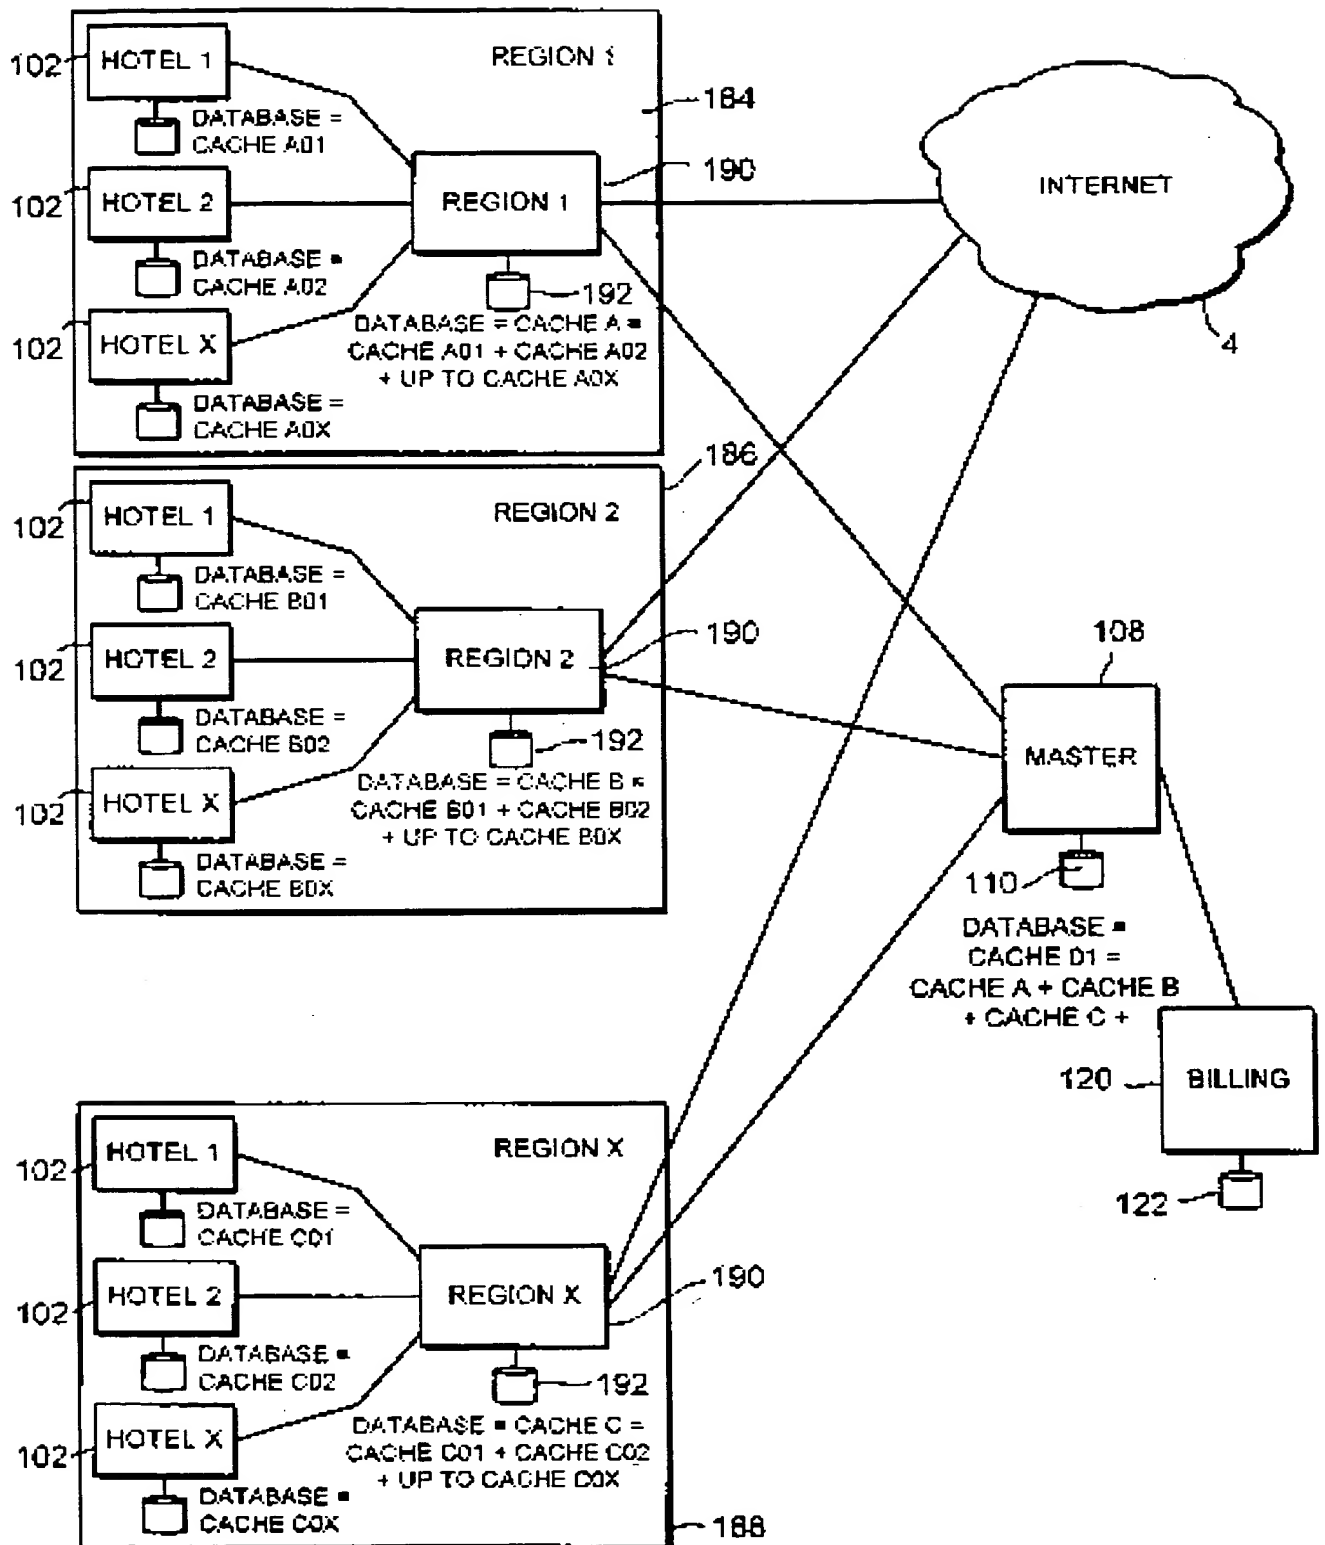 REGION 1
102
HOTEL 1
DATABASE =
CACHE A01
184
102
HOTEL 2
DATABASE =
CACHE A02
102
HOTEL X
DATABASE =
CACHE A0X
REGION 1
190
192
DATABASE = CACHE A =
CACHE A01 + CACHE A02
+ UP TO CACHE A0X
INTERNET
4
186
REGION 2
102
HOTEL 1
DATABASE =
CACHE B01
102
HOTEL 2
DATABASE =
CACHE B02
102
HOTEL X
DATABASE =
CACHE B0X
REGION 2
190
192
DATABASE = CACHE B =
CACHE B01 + CACHE B02
+ UP TO CACHE B0X
108
MASTER
110
DATABASE =
CACHE D1 =
CACHE A + CACHE B
+ CACHE C +
120
BILLING
122
REGION X
102
HOTEL 1
DATABASE =
CACHE C01
102
HOTEL 2
DATABASE =
CACHE C02
102
HOTEL X
DATABASE =
CACHE C0X
REGION X
190
192
DATABASE = CACHE C =
CACHE C01 + CACHE C02
+ UP TO CACHE C0X
188